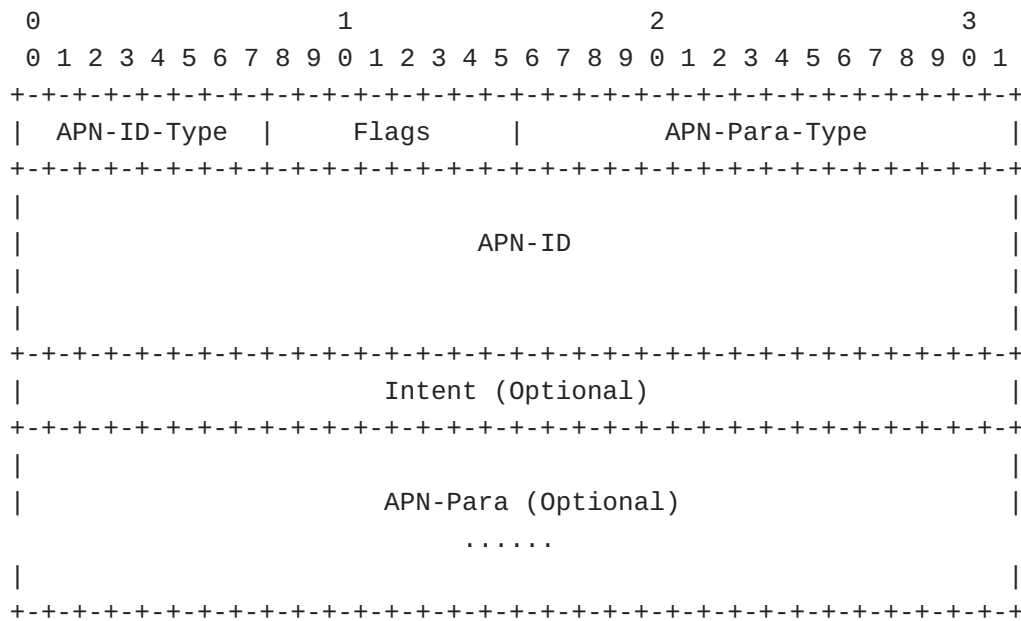 0                   1                   2                   3
 0 1 2 3 4 5 6 7 8 9 0 1 2 3 4 5 6 7 8 9 0 1 2 3 4 5 6 7 8 9 0 1
+-+-+-+-+-+-+-+-+-+-+-+-+-+-+-+-+-+-+-+-+-+-+-+-+-+-+-+-+-+-+-+-+
|  APN-ID-Type  |     Flags     |         APN-Para-Type         |
+-+-+-+-+-+-+-+-+-+-+-+-+-+-+-+-+-+-+-+-+-+-+-+-+-+-+-+-+-+-+-+-+
|                                                               |
|                             APN-ID                            |
|                                                               |
|                                                               |
+-+-+-+-+-+-+-+-+-+-+-+-+-+-+-+-+-+-+-+-+-+-+-+-+-+-+-+-+-+-+-+-+
|                       Intent (Optional)                       |
+-+-+-+-+-+-+-+-+-+-+-+-+-+-+-+-+-+-+-+-+-+-+-+-+-+-+-+-+-+-+-+-+
|                                                               |
|                       APN-Para (Optional)                     |
                             ......
|                                                               |
+-+-+-+-+-+-+-+-+-+-+-+-+-+-+-+-+-+-+-+-+-+-+-+-+-+-+-+-+-+-+-+-+